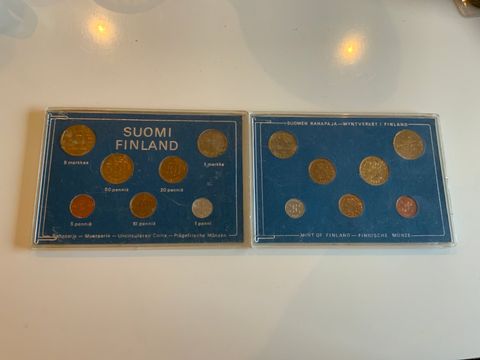 SUOMI
FINLAND
5 markkaa
1 markka
50 penniä
20 penniä
5 penniä
10 penniä
1 penni
Rahasarja — Myntserie — Uncirculated Coins — Prägefrische Münzen
SUOMEN RAHAPAJA — MYNTVERKET I FINLAND
MINT OF FINLAND — FINNISCHE MÜNZE